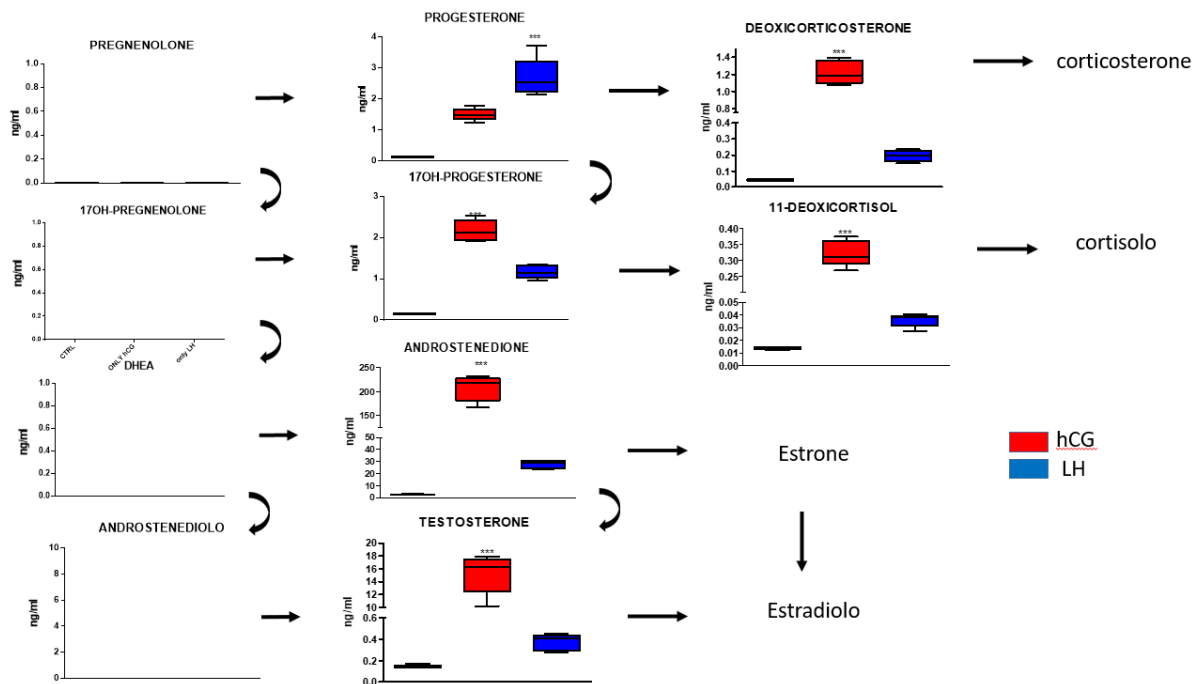 PREGNENOLONE
ng/ml
1.0
0.8
0.6
0.4
0.2
0.0
PROGESTERONE
ng/ml
4
3
2
1
0
***
DEOXICORTICOSTERONE
ng/ml
1.4
1.2
1.0
0.8
0.6
0.4
0.2
0.0
***
corticosterone
17OH-PREGNENOLONE
ng/ml
1.0
0.8
0.6
0.4
0.2
0.0
CTRL
ONLY hCG
only LH
17OH-PROGESTERONE
ng/ml
3
2
1
0
***
11-DEOXICORTISOL
ng/ml
0.40
0.35
0.30
0.25
0.05
0.04
0.03
0.02
0.01
0.00
***
cortisolo
DHEA
ng/ml
1.0
0.8
0.6
0.4
0.2
0.0
ANDROSTENEDIONE
ng/ml
250
200
150
50
40
30
20
10
0
***
Estrone
hCG
LH
ANDROSTENEDIOLO
ng/ml
10
8
6
4
2
0
TESTOSTERONE
ng/ml
20
18
16
14
12
10
0.6
0.4
0.2
0.0
***
Estradiolo